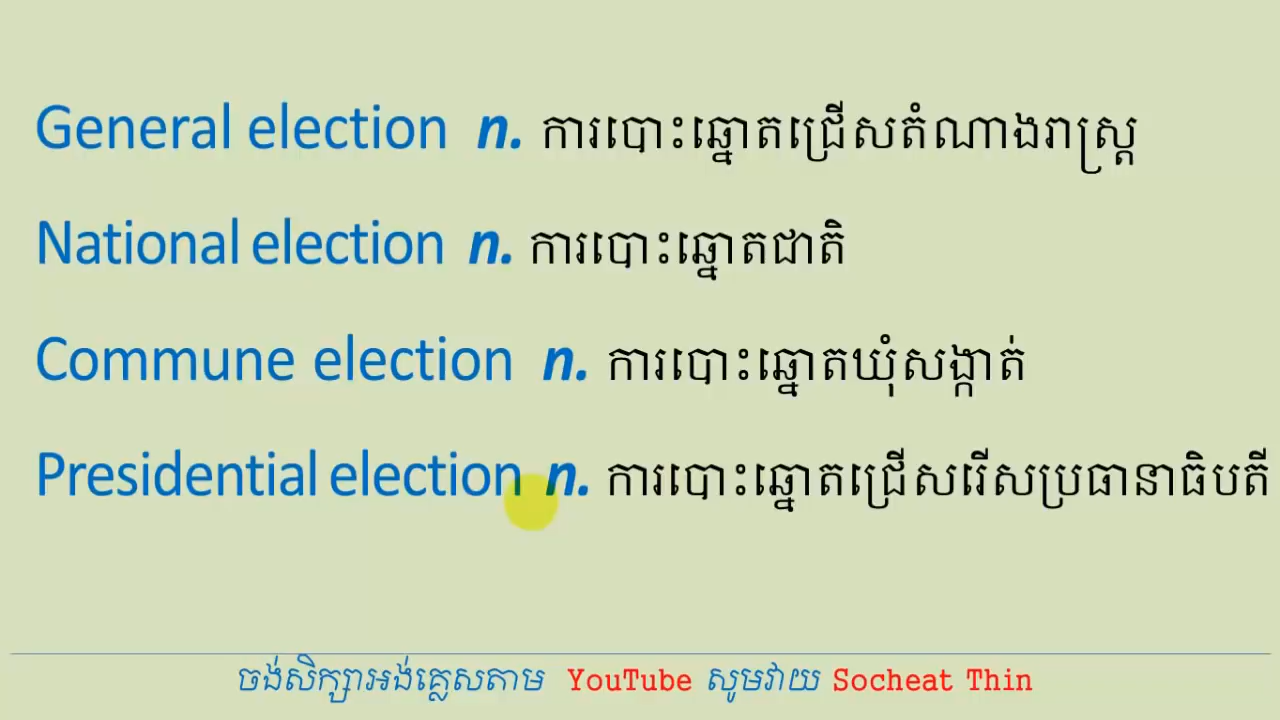 General election n. ការបោះឆ្នោតជ្រើសតំណាងរាស្ត្រ
National election n. ការបោះឆ្នោតជាតិ
Commune election n. ការបោះឆ្នោតឃុំសង្កាត់
Presidential election n. ការបោះឆ្នោតជ្រើសរើសប្រធានាធិបតី
ចង់សិក្សាអង់គ្លេសតាម YouTube សូមវាយ Socheat Thin